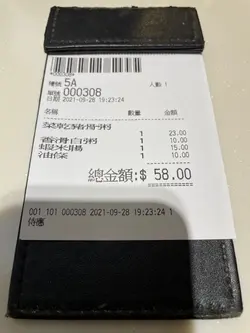 檯號 5A 人數 1
單號 000308
日期 2021-09-28 19:23:24
菜名 數量 金額
菜乾豬骨粥 1 23.00
香滑白粥 1 10.00
蝦米腸 1 15.00
油條 1 10.00
總金額:$ 58.00
001 101 000308 2021-09-28 19:23:24 1
侍應